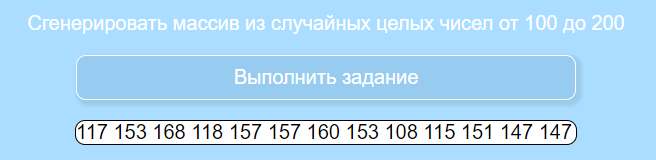 Сгенерировать массив из случайных целых чисел от 100 до 200
Выполнить задание
117 153 168 118 157 157 160 153 108 115 151 147 147